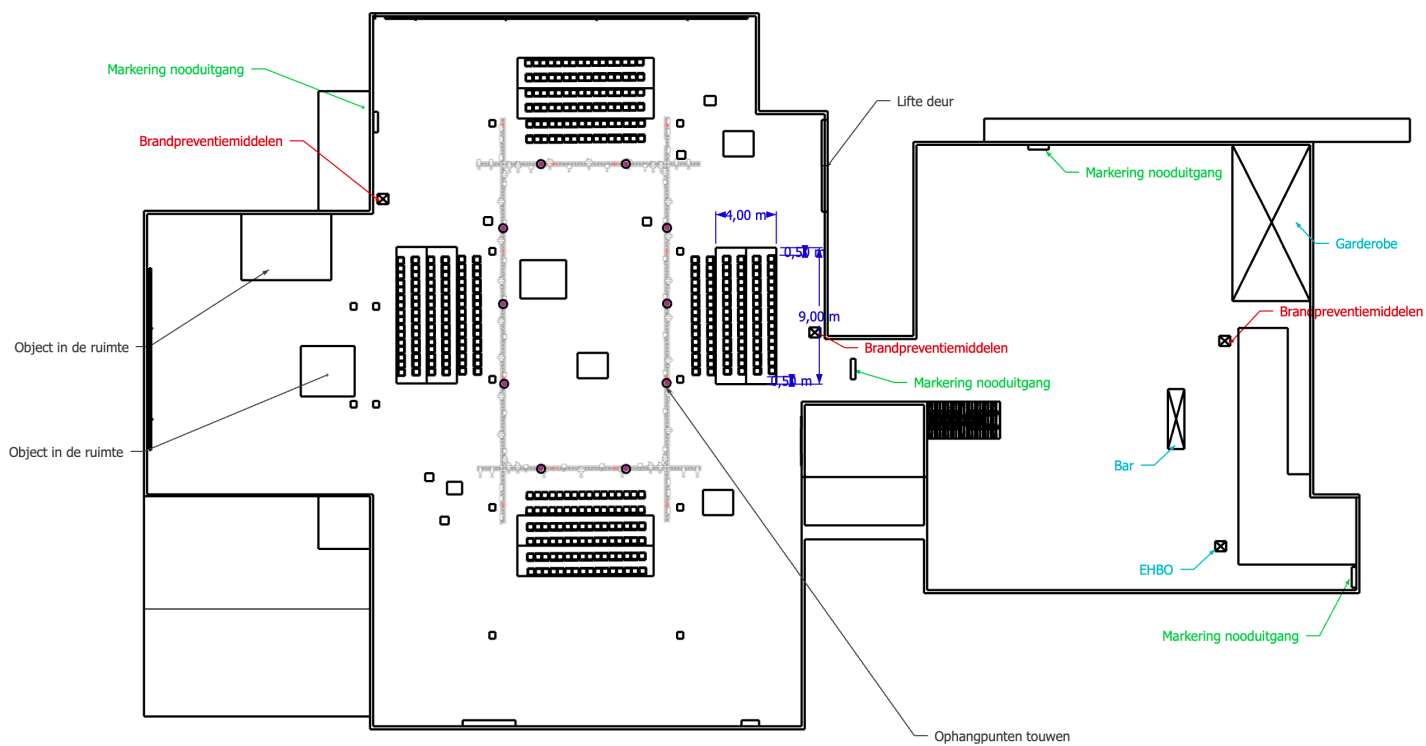 Markering nooduitgang
Brandpreventiemiddelen
Lifte deur
Markering nooduitgang
4,00 m
Garderobe
0,50 m
9,00 m
Brandpreventiemiddelen
Object in de ruimte
Brandpreventiemiddelen
0,50 m
Markering nooduitgang
Object in de ruimte
Bar
EHBO
Markering nooduitgang
Ophangpunten touwen